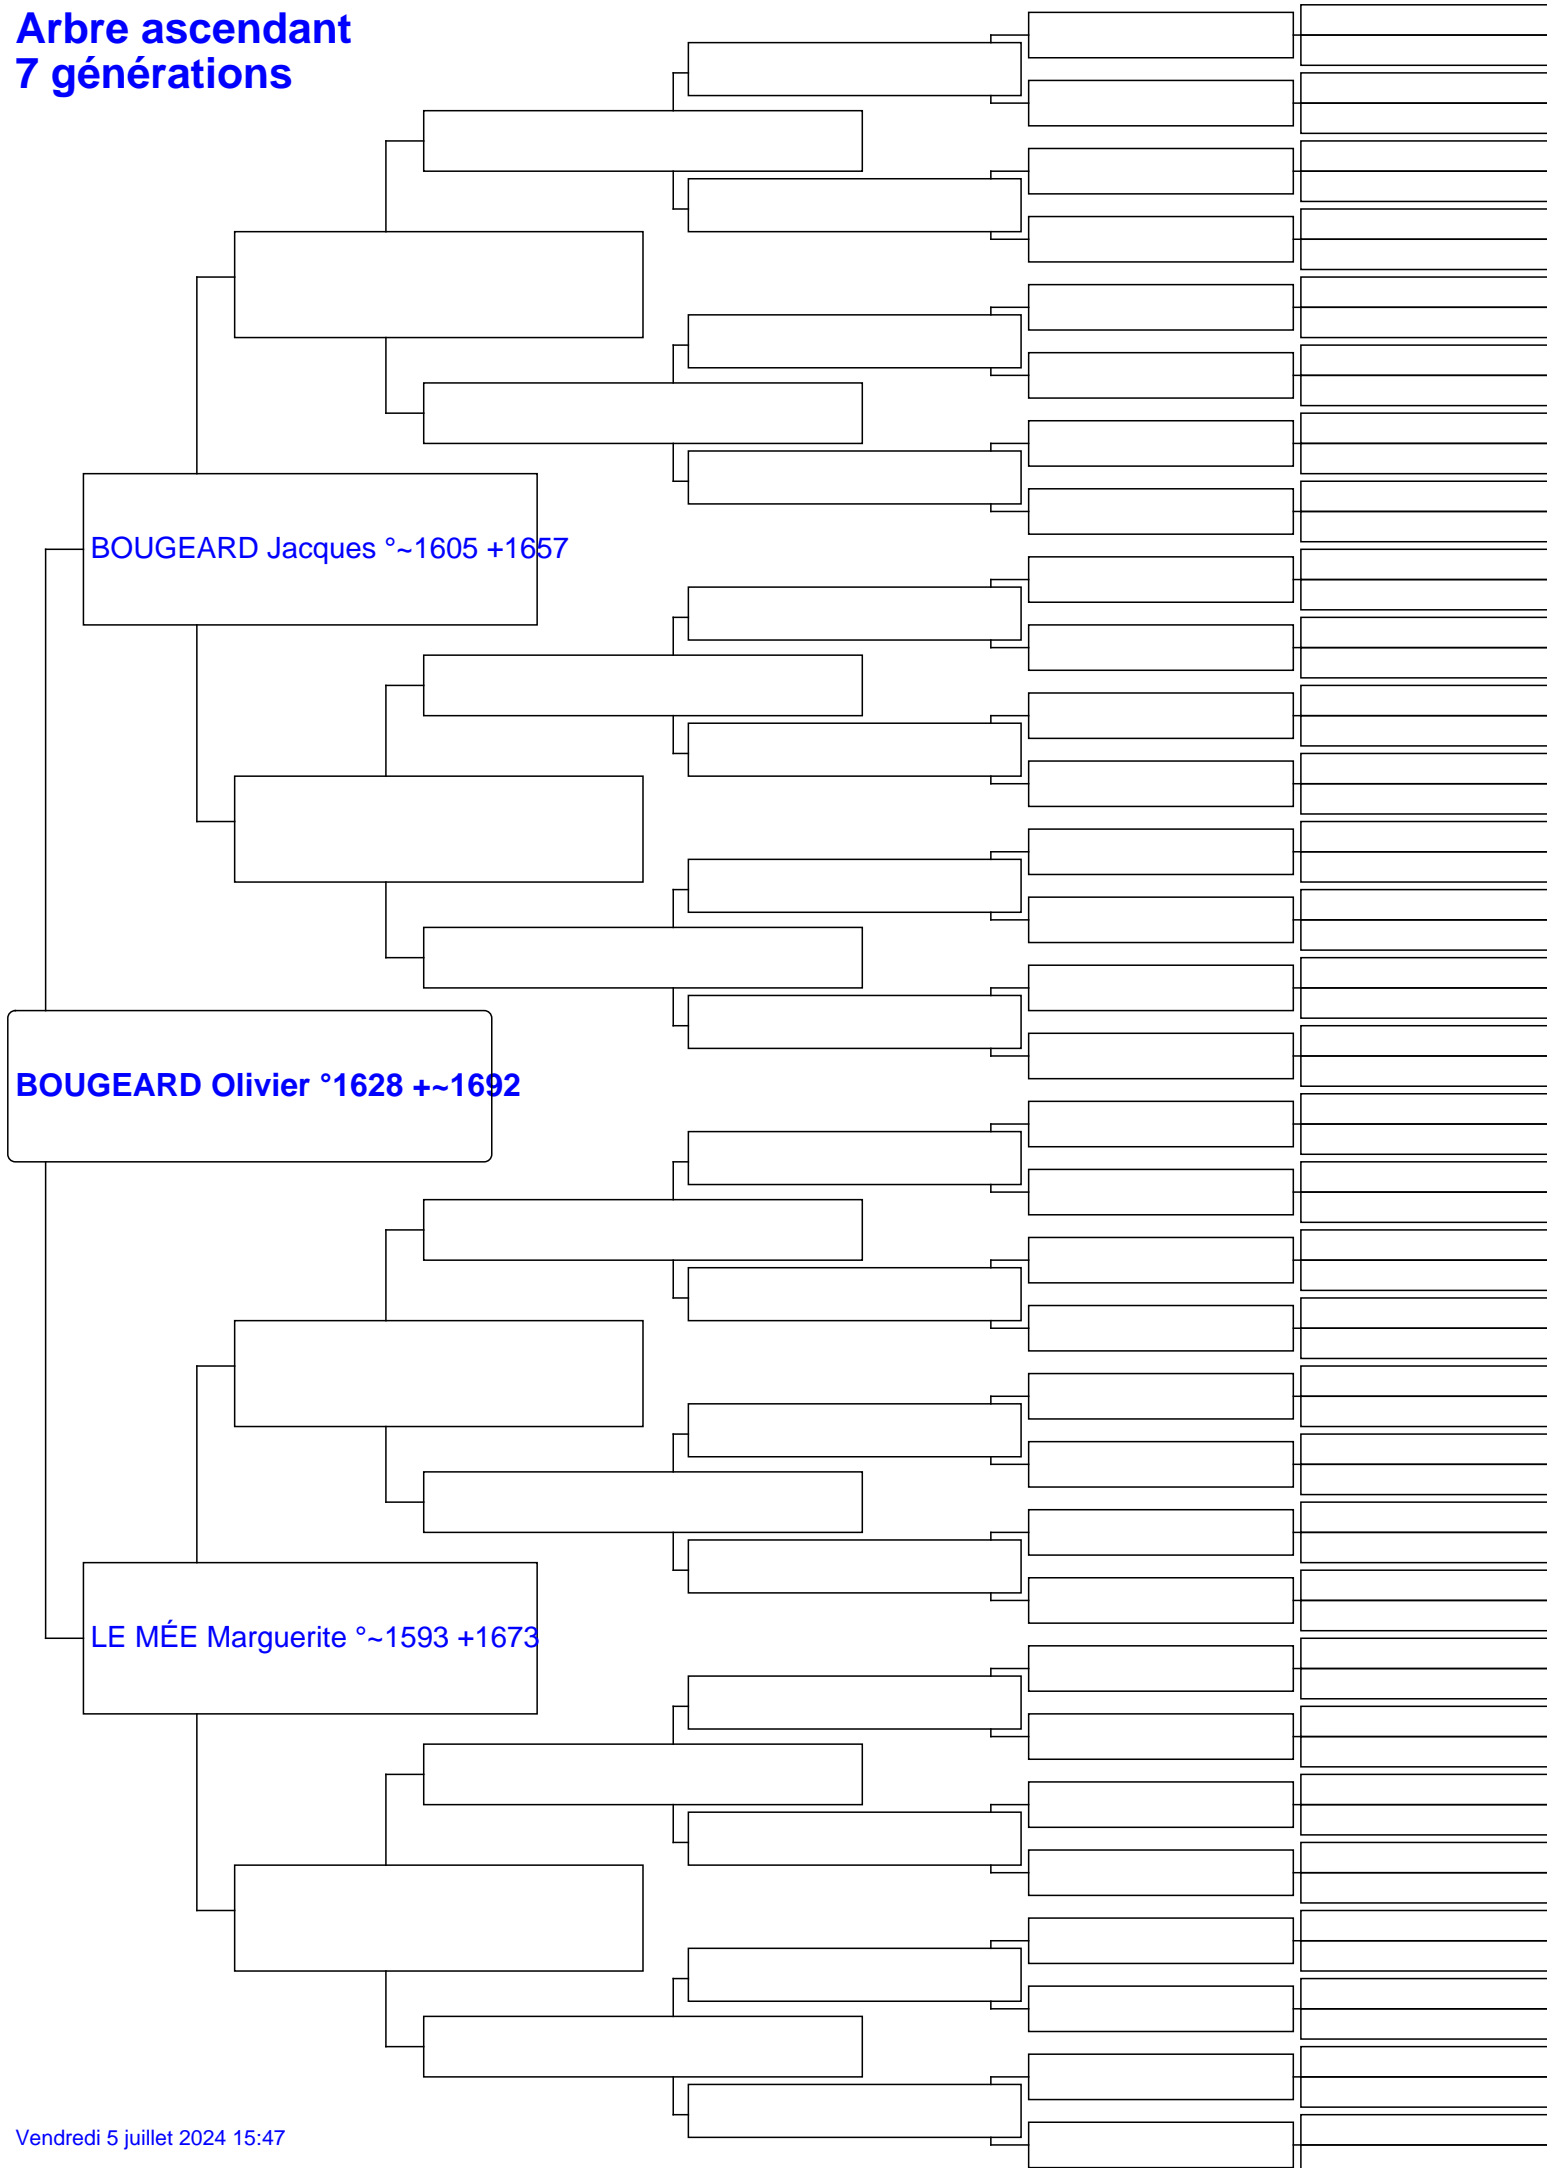 Arbre ascendant
7 générations
BOUGEARD Jacques °~1605 +1657
BOUGEARD Olivier °1628 +~1692
LE MÉE Marguerite °~1593 +1673
Vendredi 5 juillet 2024 15:47